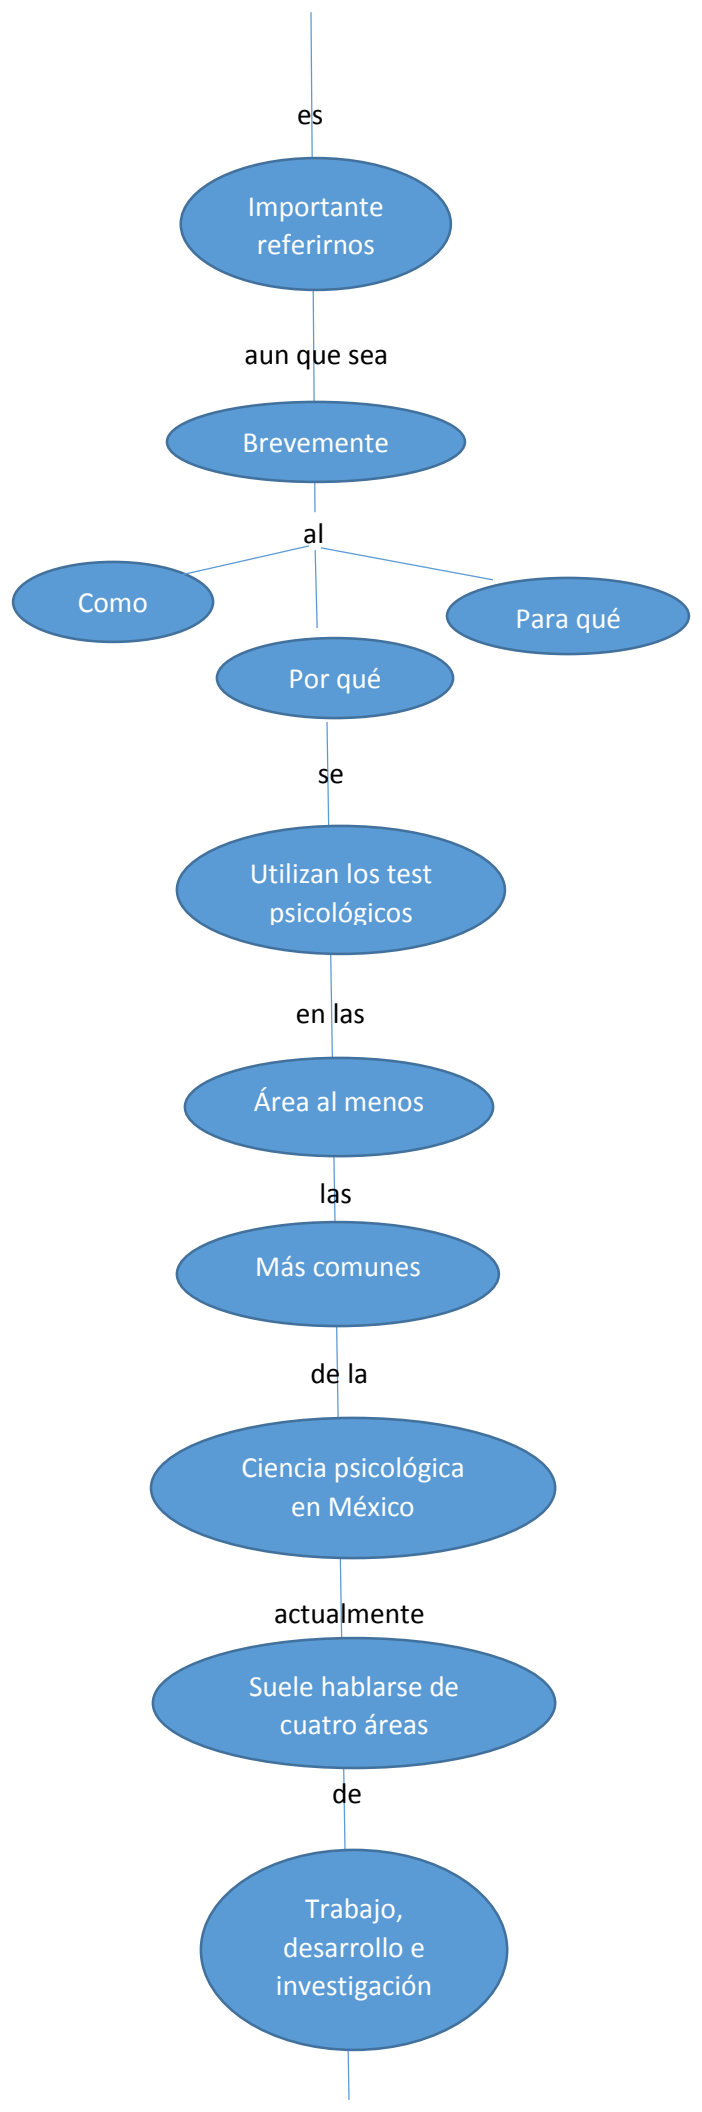 es
Importante
referirnos
aun que sea
Brevemente
al
Como
Para qué
Por qué
se
Utilizan los test
psicológicos
en las
Área al menos
las
Más comunes
de la
Ciencia psicológica
en México
actualmente
Suele hablarse de
cuatro áreas
de
Trabajo,
desarrollo e
investigación